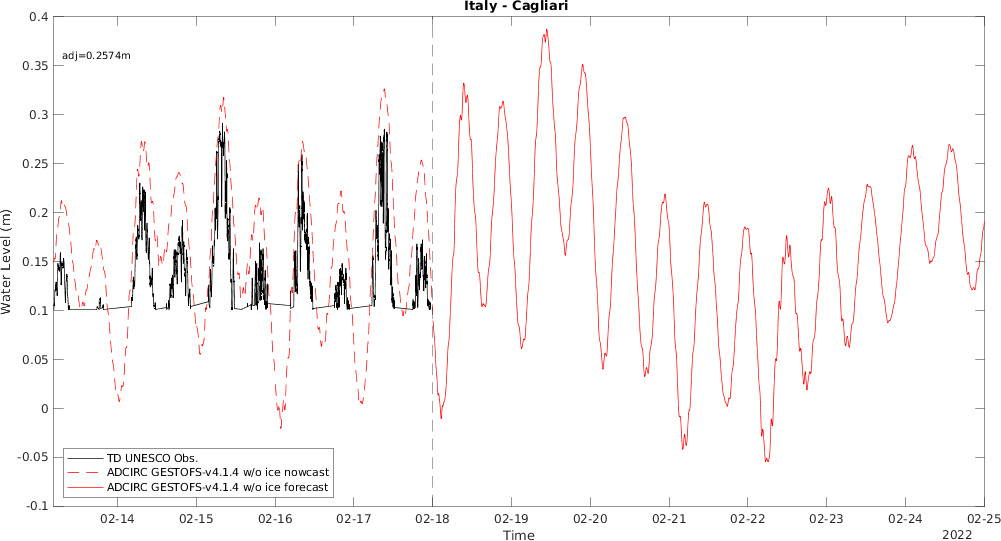 Italy - Cagliari
0.4
0.35
0.3
0.25
0.2
0.15
0.1
0.05
0
-0.05
-0.1
Water Level (m)
adj=0.2574m
TD UNESCO Obs.
ADCIRC GESTOFS-v4.1.4 w/o ice nowcast
ADCIRC GESTOFS-v4.1.4 w/o ice forecast
02-14 02-15 02-16 02-17 02-18 02-19 02-20 02-21 02-22 02-23 02-24 02-25
Time
2022